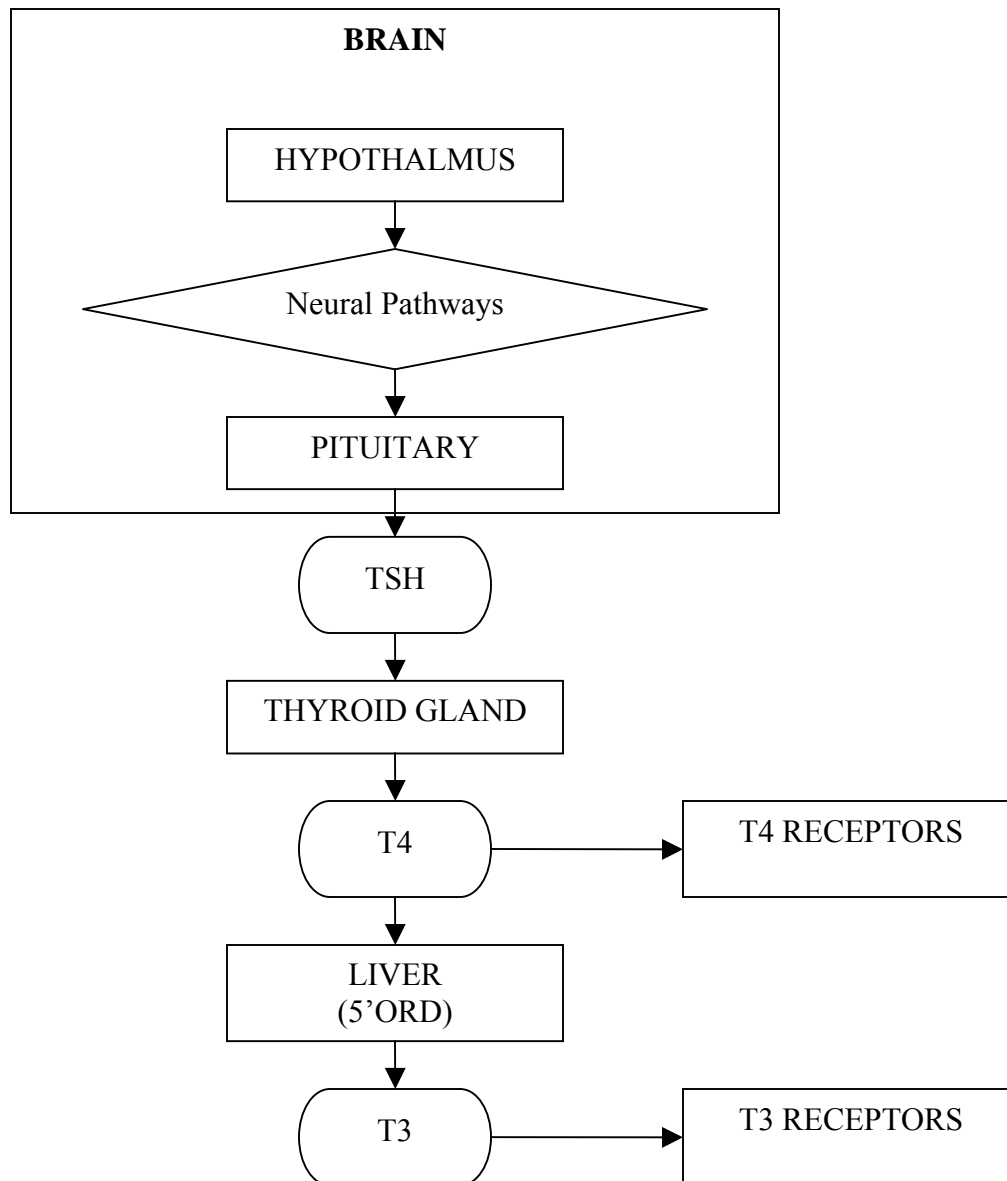 BRAIN
HYPOTHALMUS
Neural Pathways
PITUITARY
TSH
THYROID GLAND
T4
T4 RECEPTORS
LIVER
(5’ORD)
T3
T3 RECEPTORS